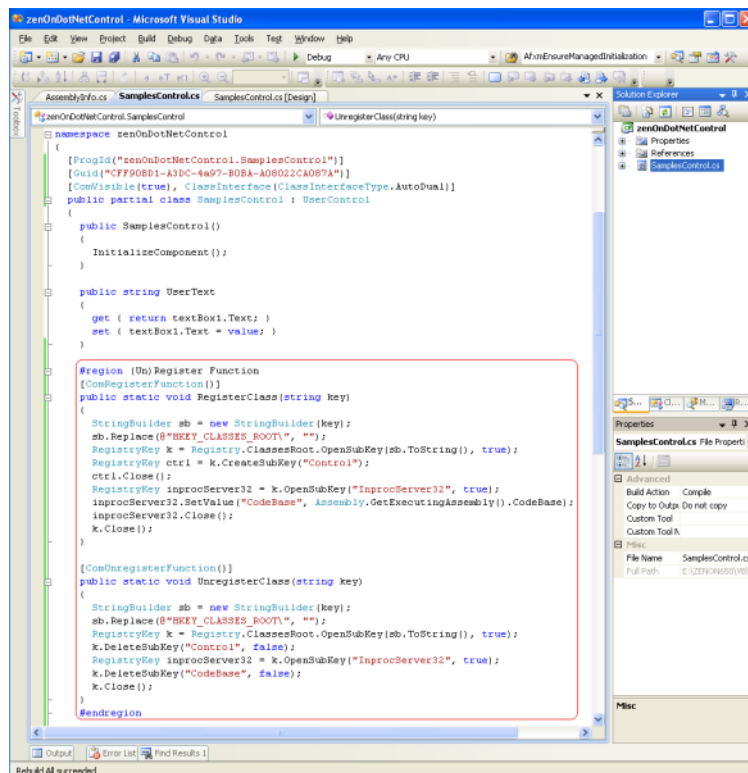 zenOnDotNetControl - Microsoft Visual Studio
File Edit View Project Build Debug Data Tools Test Window Help
Debug Any CPU AfxmEnsureManagedInitialization
AssemblyInfo.cs SamplesControl.cs SamplesControl.cs [Design]
zenOnDotNetControl.SamplesControl UnregisterClass(string key)
Toolbox
namespace zenOnDotNetControl
{
[ProgId("zenOnDotNetControl.SamplesControl")]
[Guid("CFF90BD1-A3DC-4a97-B0BA-A08022CA087A")]
[ComVisible(true), ClassInterface(ClassInterfaceType.AutoDual)]
public partial class SamplesControl : UserControl
{
public SamplesControl()
{
InitializeComponent();
}
public string UserText
{
get { return textBox1.Text; }
set { textBox1.Text = value; }
}
#region (Un)Register Function
[ComRegisterFunction()]
public static void RegisterClass(string key)
{
StringBuilder sb = new StringBuilder(key);
sb.Replace(@"HKEY_CLASSES_ROOT\", "");
RegistryKey k = Registry.ClassesRoot.OpenSubKey(sb.ToString(), true);
RegistryKey ctrl = k.CreateSubKey("Control");
ctrl.Close();
RegistryKey inprocServer32 = k.OpenSubKey("InprocServer32", true);
inprocServer32.SetValue("CodeBase", Assembly.GetExecutingAssembly().CodeBase);
inprocServer32.Close();
k.Close();
}
[ComUnregisterFunction()]
public static void UnregisterClass(string key)
{
StringBuilder sb = new StringBuilder(key);
sb.Replace(@"HKEY_CLASSES_ROOT\", "");
RegistryKey k = Registry.ClassesRoot.OpenSubKey(sb.ToString(), true);
k.DeleteSubKey("Control", false);
RegistryKey inprocServer32 = k.OpenSubKey("InprocServer32", true);
k.DeleteSubKey("CodeBase", false);
k.Close();
}
#endregion
Solution Explorer
zenOnDotNetControl
Properties
References
SamplesControl.cs
S... Cl... M... R...
Properties
SamplesControl.cs File Properti
Advanced
Build Action Compile
Copy to Outpu Do not copy
Custom Tool
Custom Tool N
Misc
File Name SamplesControl.cs
Full Path
Misc
Output Error List Find Results 1
Rebuild All succeeded